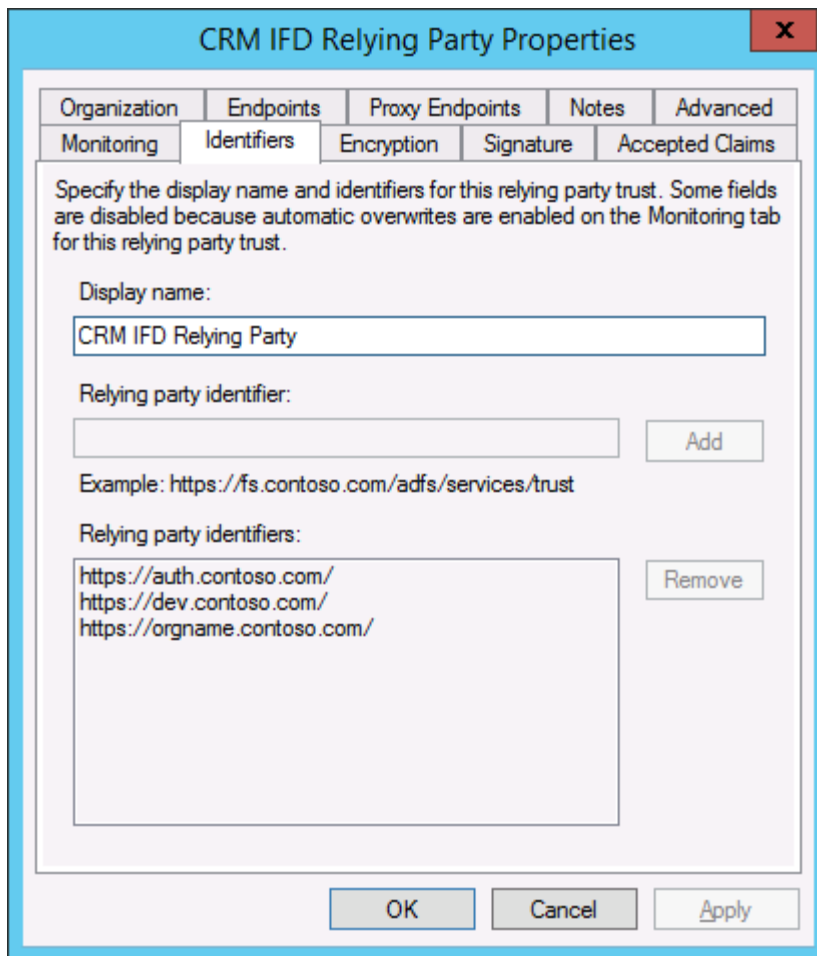 CRM IFD Relying Party Properties
x
Organization Endpoints Proxy Endpoints Notes Advanced
Monitoring Identifiers Encryption Signature Accepted Claims
Specify the display name and identifiers for this relying party trust. Some fields
are disabled because automatic overwrites are enabled on the Monitoring tab
for this relying party trust.
Display name:
CRM IFD Relying Party
Relying party identifier:
Add
Example: https://fs.contoso.com/adfs/services/trust
Relying party identifiers:
https://auth.contoso.com/
Remove
https://dev.contoso.com/
https://orgname.contoso.com/
OK Cancel Apply